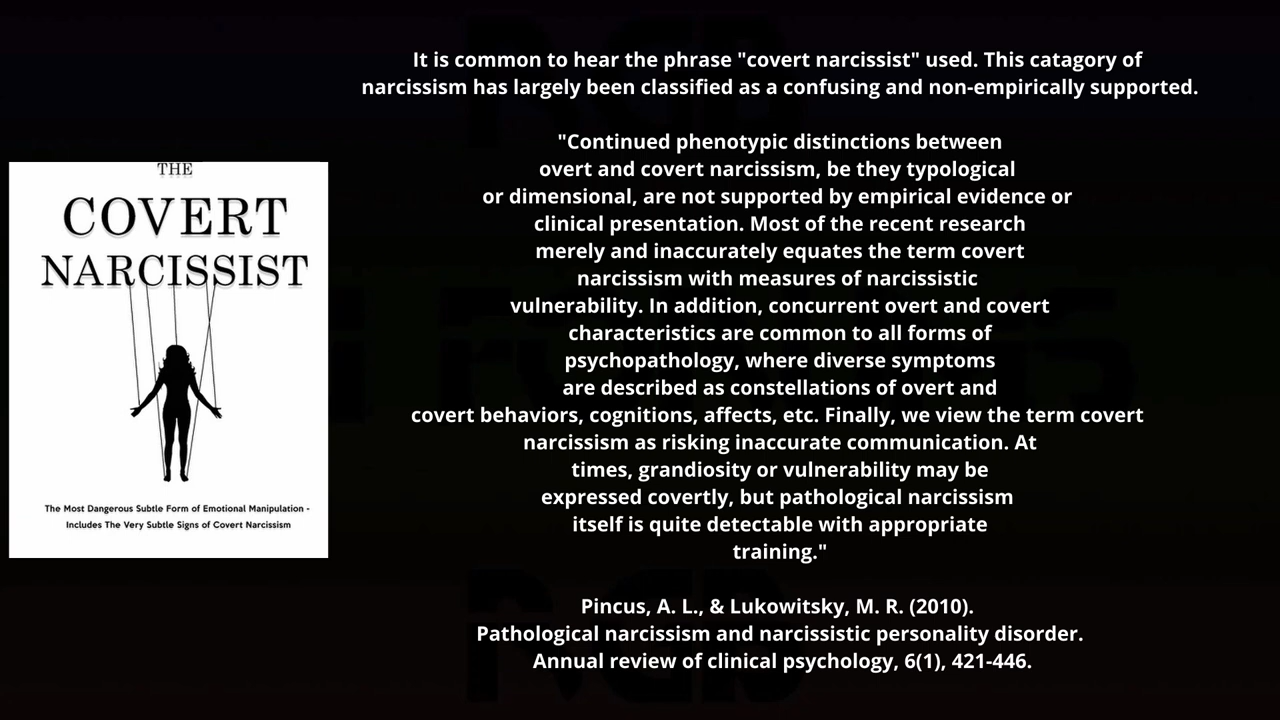 It is common to hear the phrase "covert narcissist" used. This catagory of
narcissism has largely been classified as a confusing and non-empirically supported.
"Continued phenotypic distinctions between
overt and covert narcissism, be they typological
or dimensional, are not supported by empirical evidence or
clinical presentation. Most of the recent research
merely and inaccurately equates the term covert
narcissism with measures of narcissistic
vulnerability. In addition, concurrent overt and covert
characteristics are common to all forms of
psychopathology, where diverse symptoms
are described as constellations of overt and
covert behaviors, cognitions, affects, etc. Finally, we view the term covert
narcissism as risking inaccurate communication. At
times, grandiosity or vulnerability may be
expressed covertly, but pathological narcissism
itself is quite detectable with appropriate
training."
Pincus, A. L., & Lukowitsky, M. R. (2010).
Pathological narcissism and narcissistic personality disorder.
Annual review of clinical psychology, 6(1), 421-446.
THE
COVERT
NARCISSIST
The Most Dangerous Subtle Form of Emotional Manipulation -
Includes The Very Subtle Signs of Covert Narcissism